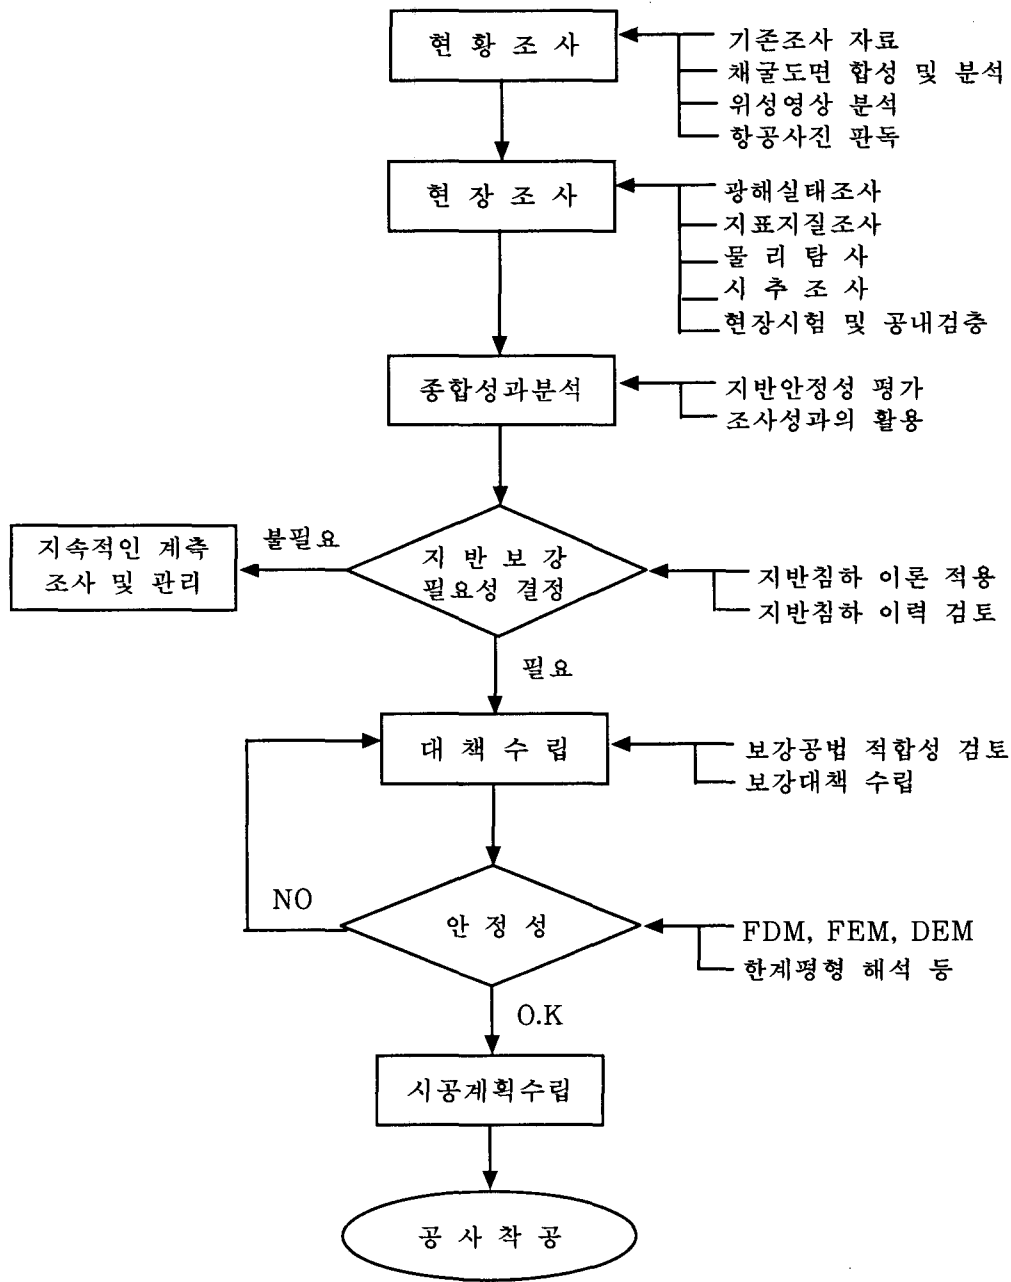 현 황 조 사
기존조사 자료
채굴도면 합성 및 분석
위성영상 분석
항공사진 판독
현 장 조 사
광해실태조사
지표지질조사
물 리 탐 사
시 추 조 사
현장시험 및 공내검층
종합성과분석
지반안정성 평가
조사성과의 활용
지 반 보 강
필요성 결정
불필요
지속적인 계측
조사 및 관리
지반침하 이론 적용
지반침하 이력 검토
필요
대 책 수 립
보강공법 적합성 검토
보강대책 수립
NO
안 정 성
FDM, FEM, DEM
한계평형 해석 등
O.K
시공계획수립
공 사 착 공